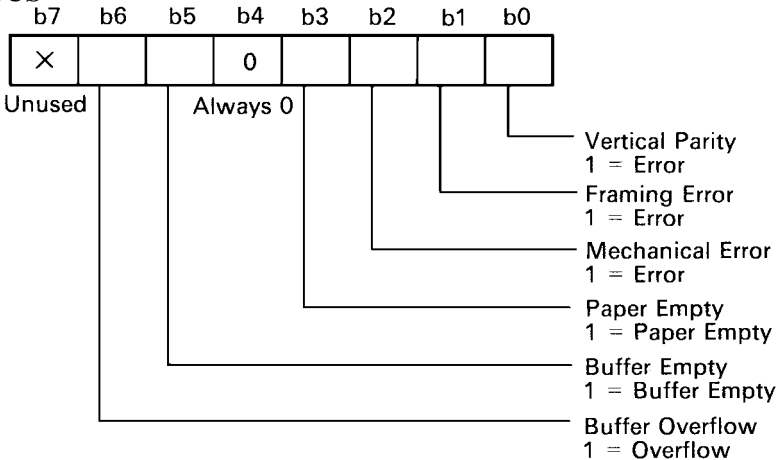 b7 b6 b5 b4 b3 b2 b1 b0
× 0
Unused Always 0
Vertical Parity
1 = Error
Framing Error
1 = Error
Mechanical Error
1 = Error
Paper Empty
1 = Paper Empty
Buffer Empty
1 = Buffer Empty
Buffer Overflow
1 = Overflow